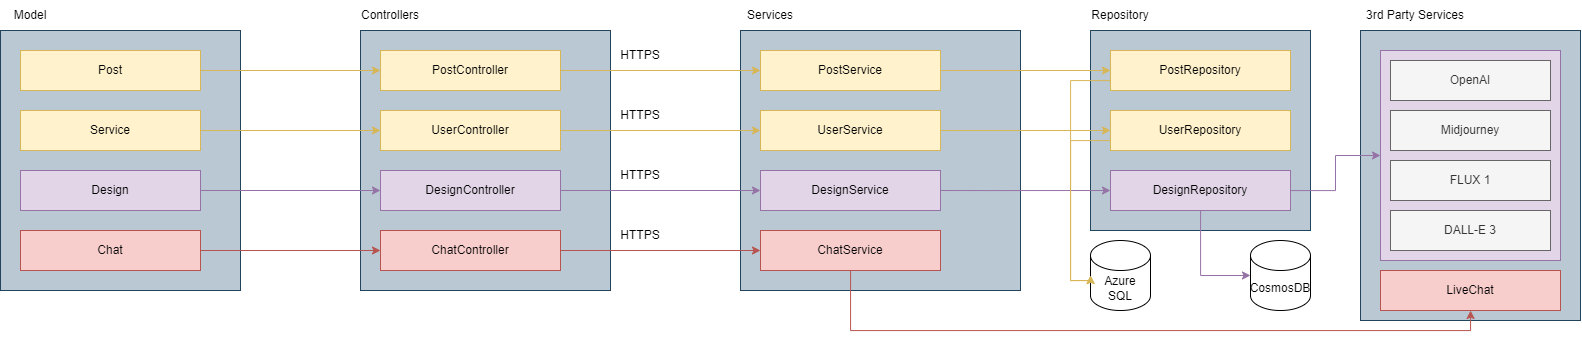 Model
Controllers
Services
Repository
3rd Party Services
Post
PostController
HTTPS
PostService
PostRepository
OpenAI
Service
UserController
HTTPS
UserService
UserRepository
Midjourney
Design
DesignController
HTTPS
DesignService
DesignRepository
FLUX 1
Chat
ChatController
HTTPS
ChatService
DALL-E 3
Azure
SQL
CosmosDB
LiveChat